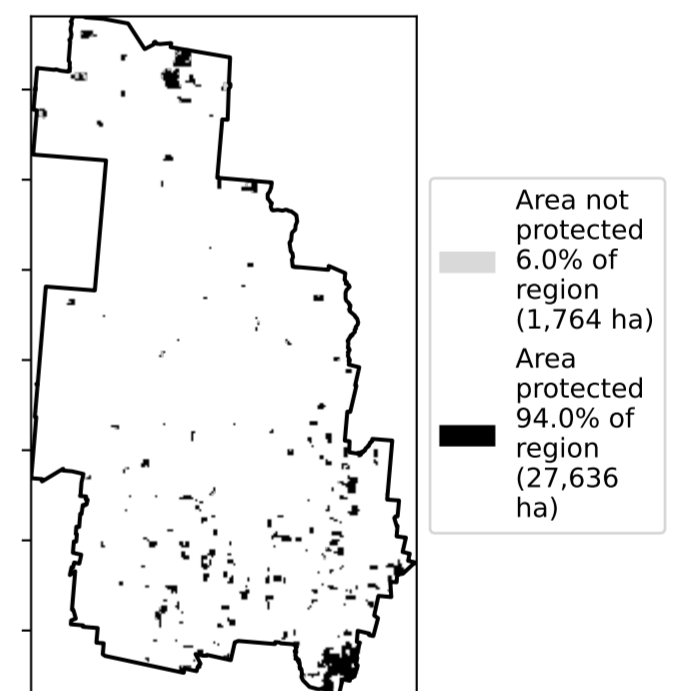 Area not
protected
6.0% of
region
(1,764 ha)
Area
protected
94.0% of
region
(27,636
ha)